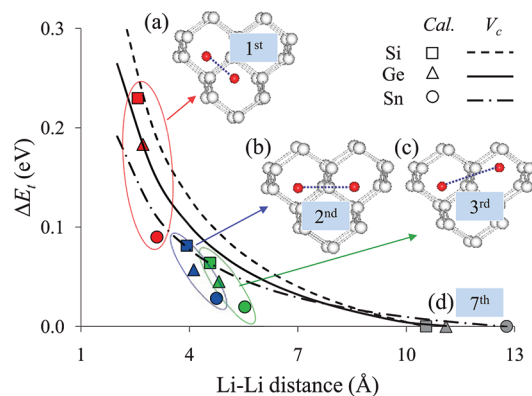 (a)
1st
Cal.
Vc
Si
Ge
Sn
0.3
0.2
0.1
0.0
ΔEt (eV)
(b)
2nd
(c)
3rd
(d)
7th
1
4
7
10
13
Li-Li distance (Å)